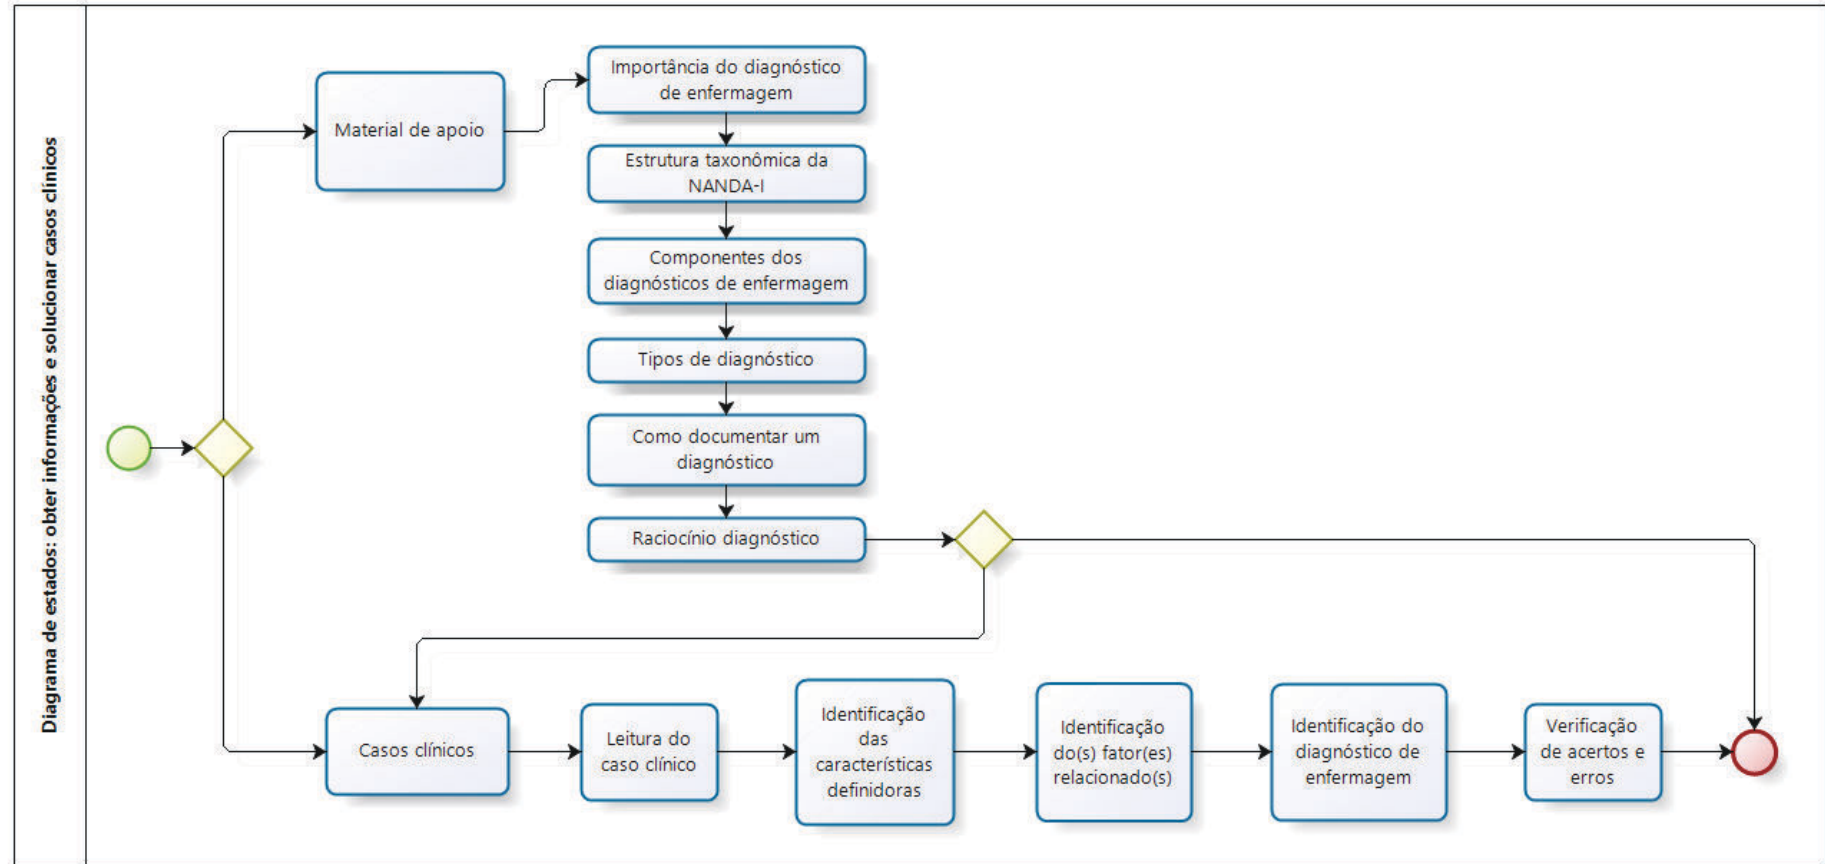 Diagrama de estados: obter informações e solucionar casos clínicos
Material de apoio
Importância do diagnóstico
de enfermagem
Estrutura taxonômica da
NANDA-I
Componentes dos
diagnósticos de enfermagem
Tipos de diagnóstico
Como documentar um
diagnóstico
Raciocínio diagnóstico
Casos clínicos
Leitura do
caso clínico
Identificação
das
características
definidoras
Identificação
do(s) fator(es)
relacionado(s)
Identificação do
diagnóstico de
enfermagem
Verificação
de acertos e
erros